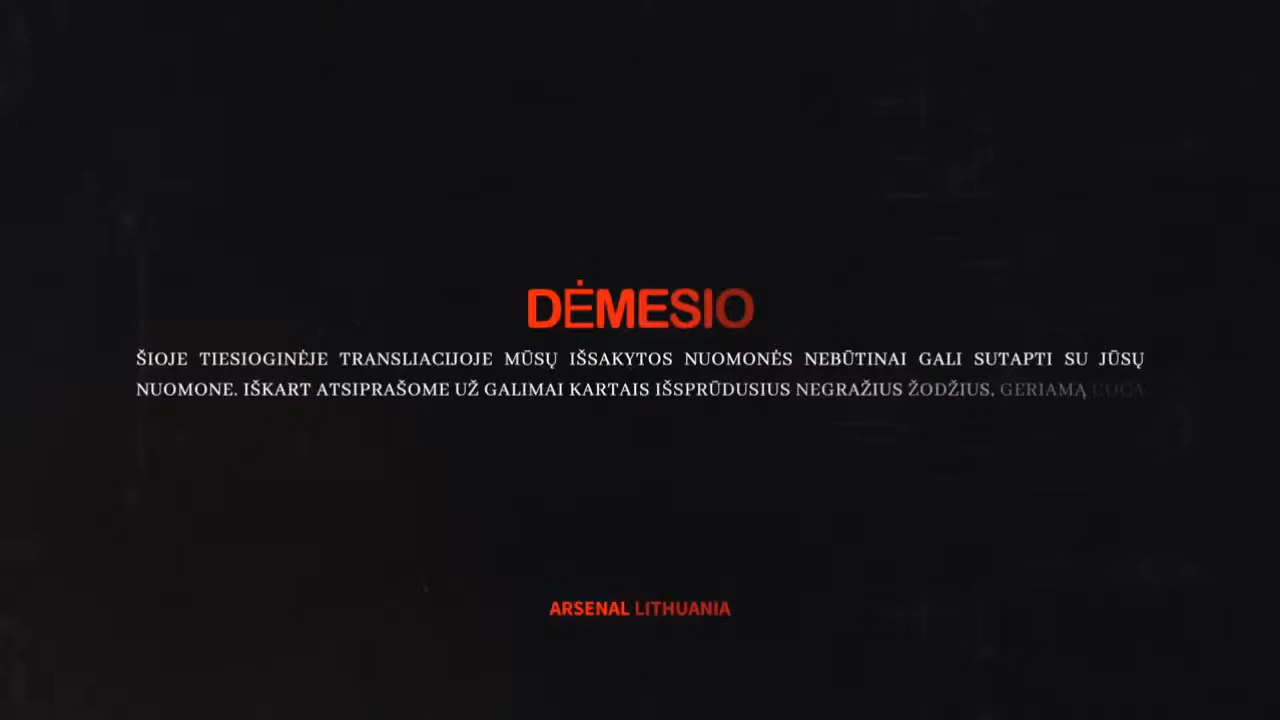 DĖMESIO
ŠIOJE TIESIOGINĖJE TRANSLIACIJOJE MŪSŲ IŠSAKYTOS NUOMONĖS NEBŪTINAI GALI SUTAPTI SU JŪSŲ
NUOMONE. IŠKART ATSIPRAŠOME UŽ GALIMAI KARTAIS IŠSPRŪDUSIUS NEGRAŽIUS ŽODŽIUS, GERIAMĄ
ARSENAL LITHUANIA